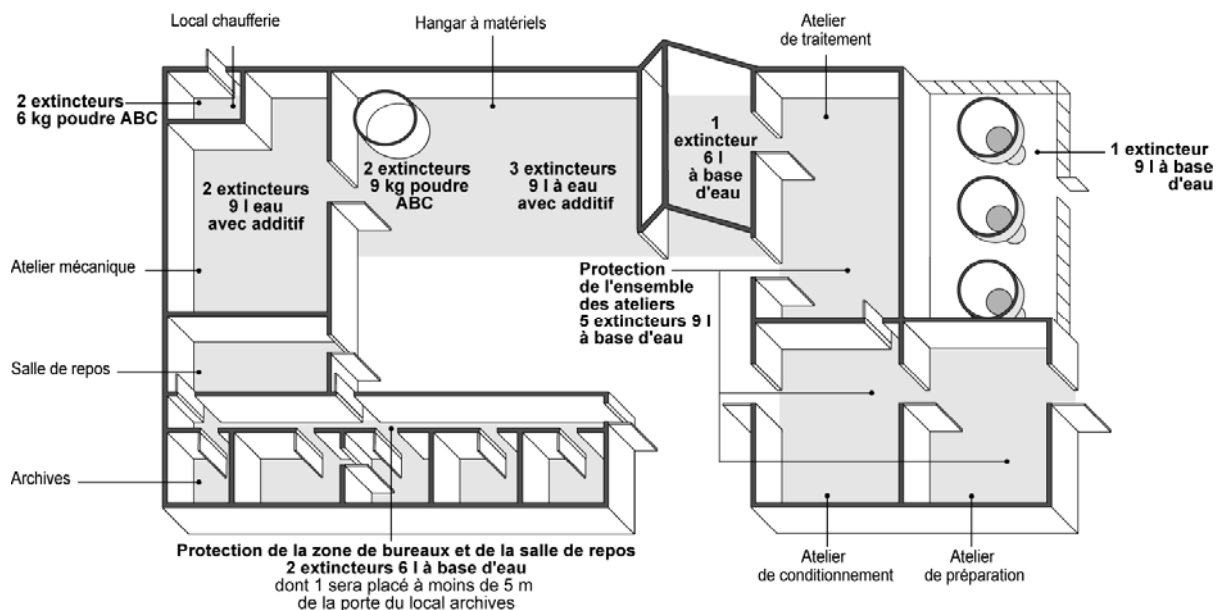 Local chaufferie
Hangar à matériels
Atelier
de traitement
2 extincteurs
6 kg poudre ABC
2 extincteurs
9 l eau
avec additif
2 extincteurs
9 kg poudre
ABC
3 extincteurs
9 l à eau
avec additif
1
extincteur
6 l
à base
d'eau
1 extincteur
9 l à base
d'eau
Atelier mécanique
Protection
de l'ensemble
des ateliers
5 extincteurs 9 l
à base d'eau
Salle de repos
Archives
Protection de la zone de bureaux et de la salle de repos
2 extincteurs 6 l à base d'eau
dont 1 sera placé à moins de 5 m
de la porte du local archives
Atelier
de conditionnement
Atelier
de préparation